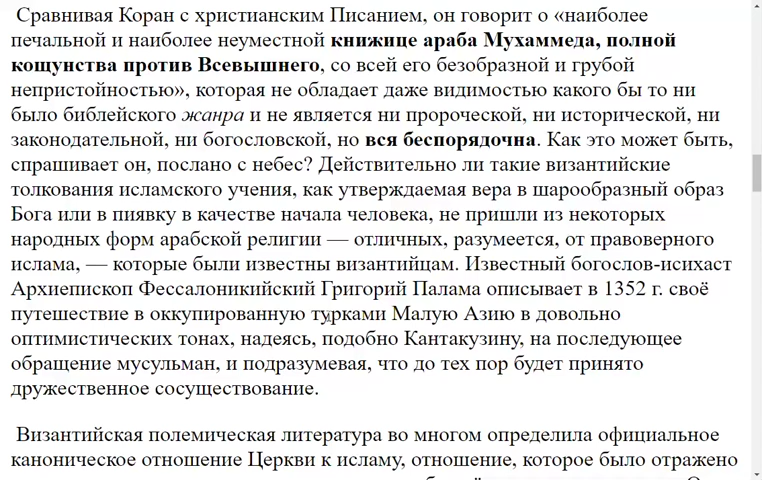 Сравнивая Коран с христианским Писанием, он говорит о «наиболее
печальной и наиболее неуместной книжице араба Мухаммеда, полной
кощунства против Всевышнего, со всей его безобразной и грубой
непристойностью», которая не обладает даже видимостью какого бы то ни
было библейского жанра и не является ни пророческой, ни исторической, ни
законодательной, ни богословской, но вся беспорядочна. Как это может быть,
спрашивает он, послано с небес? Действительно ли такие византийские
толкования исламского учения, как утверждаемая вера в шарообразный образ
Бога или в пиявку в качестве начала человека, не пришли из некоторых
народных форм арабской религии — отличных, разумеется, от правоверного
ислама, — которые были известны византийцам. Известный богослов-исихаст
Архиепископ Фессалоникийский Григорий Палама описывает в 1352 г. своё
путешествие в оккупированную турками Малую Азию в довольно
оптимистических тонах, надеясь, подобно Кантакузину, на последующее
обращение мусульман, и подразумевая, что до тех пор будет принято
дружественное сосуществование.
Византийская полемическая литература во многом определила официальное
каноническое отношение Церкви к исламу, отношение, которое было отражено